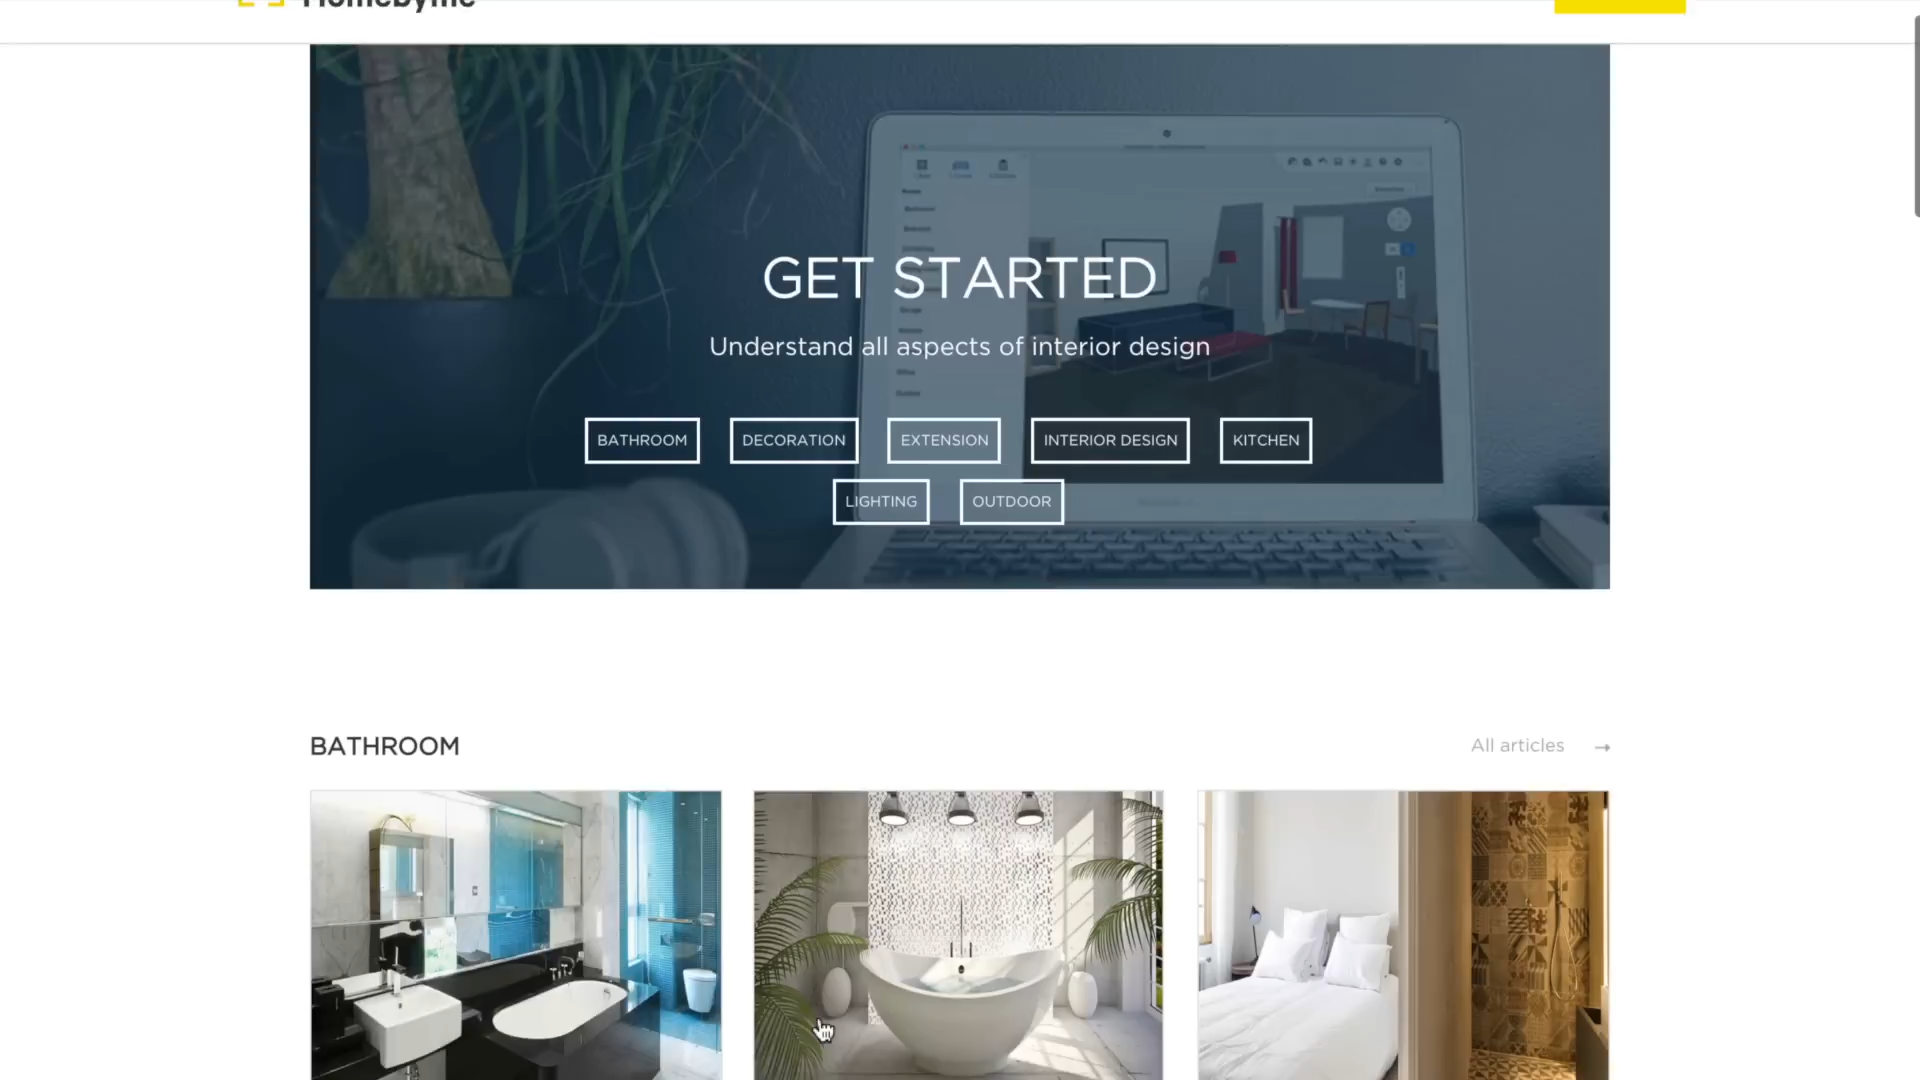 Homebyme
GET STARTED
Understand all aspects of interior design
BATHROOM
DECORATION
EXTENSION
INTERIOR DESIGN
KITCHEN
LIGHTING
OUTDOOR
BATHROOM
All articles